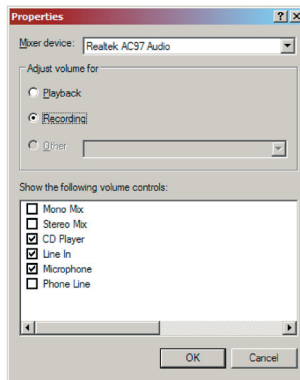 Properties
Mixer device: Realtek AC97 Audio
Adjust volume for
Playback
Recording
Other
Show the following volume controls:
Mono Mix
Stereo Mix
CD Player
Line In
Microphone
Phone Line
OK Cancel